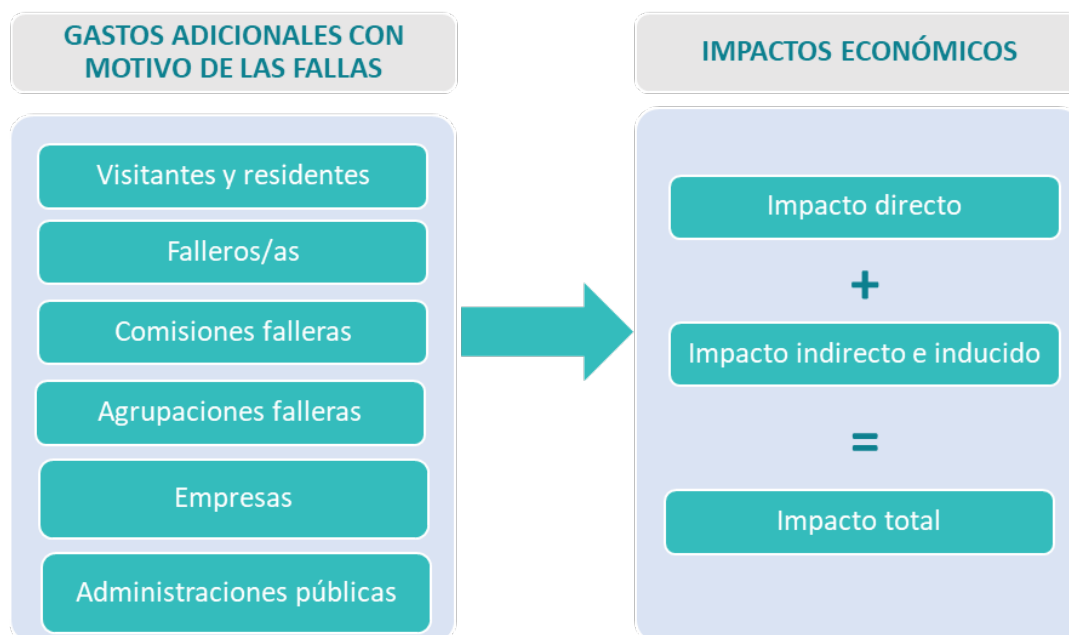 GASTOS ADICIONALES CON
MOTIVO DE LAS FALLAS
Visitantes y residentes
Falleros/as
Comisiones falleras
Agrupaciones falleras
Empresas
Administraciones públicas
IMPACTOS ECONÓMICOS
Impacto directo
+
Impacto indirecto e inducido
=
Impacto total